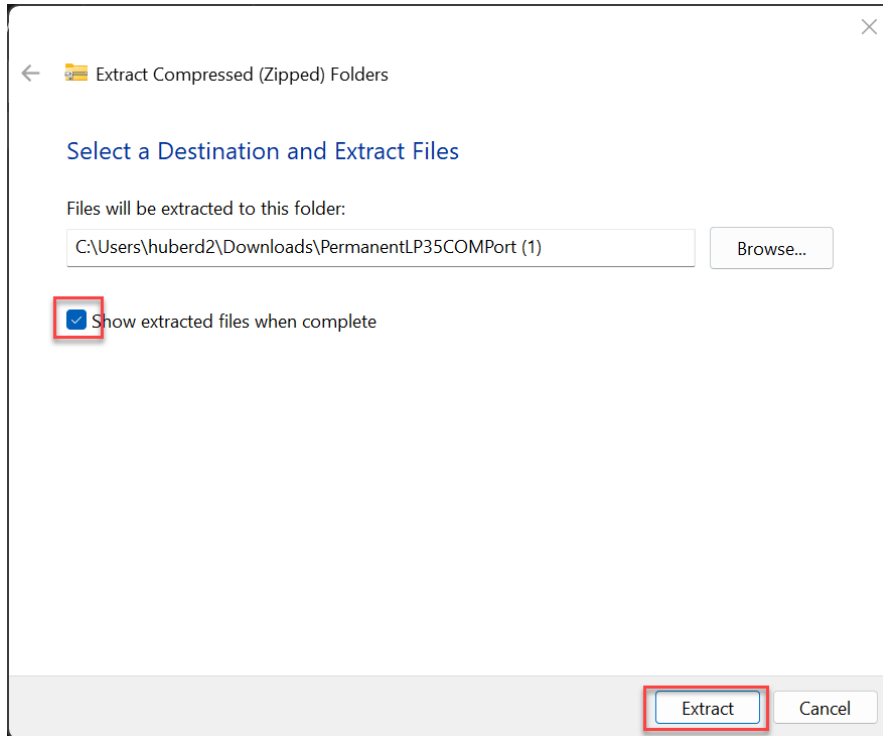 Extract Compressed (Zipped) Folders
Select a Destination and Extract Files
Files will be extracted to this folder:
C:\Users\huberd2\Downloads\PermanentLP35COMPort (1)
Browse...
Show extracted files when complete
Extract
Cancel